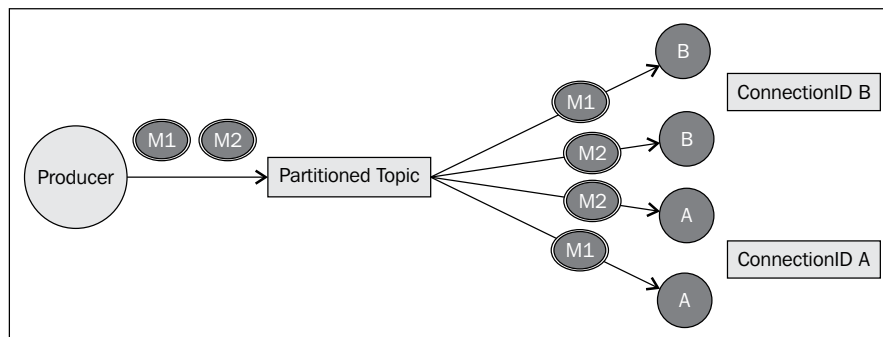 Producer
M1
M2
Partitioned Topic
M1
M2
M2
M1
B
B
A
A
ConnectionID B
ConnectionID A